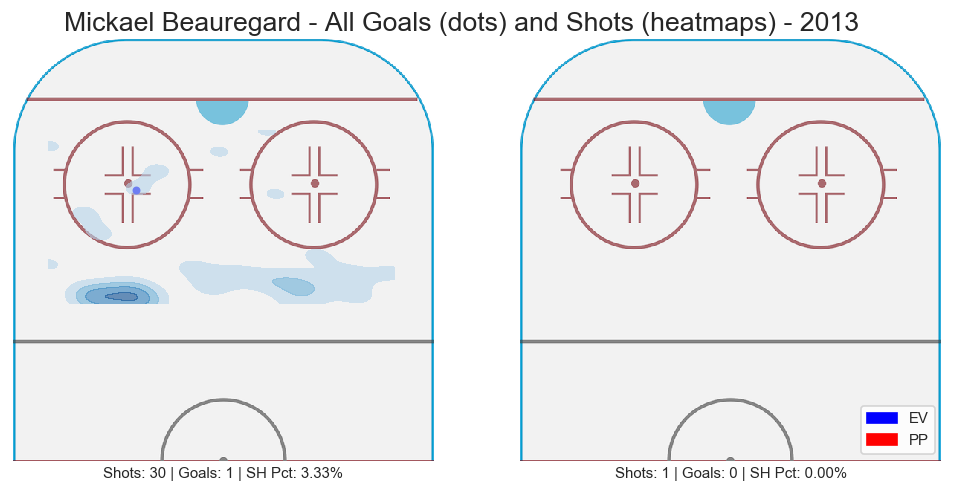 Mickael Beauregard - All Goals (dots) and Shots (heatmaps) - 2013
EV
PP
Shots: 30 | Goals: 1 | SH Pct: 3.33%
Shots: 1 | Goals: 0 | SH Pct: 0.00%